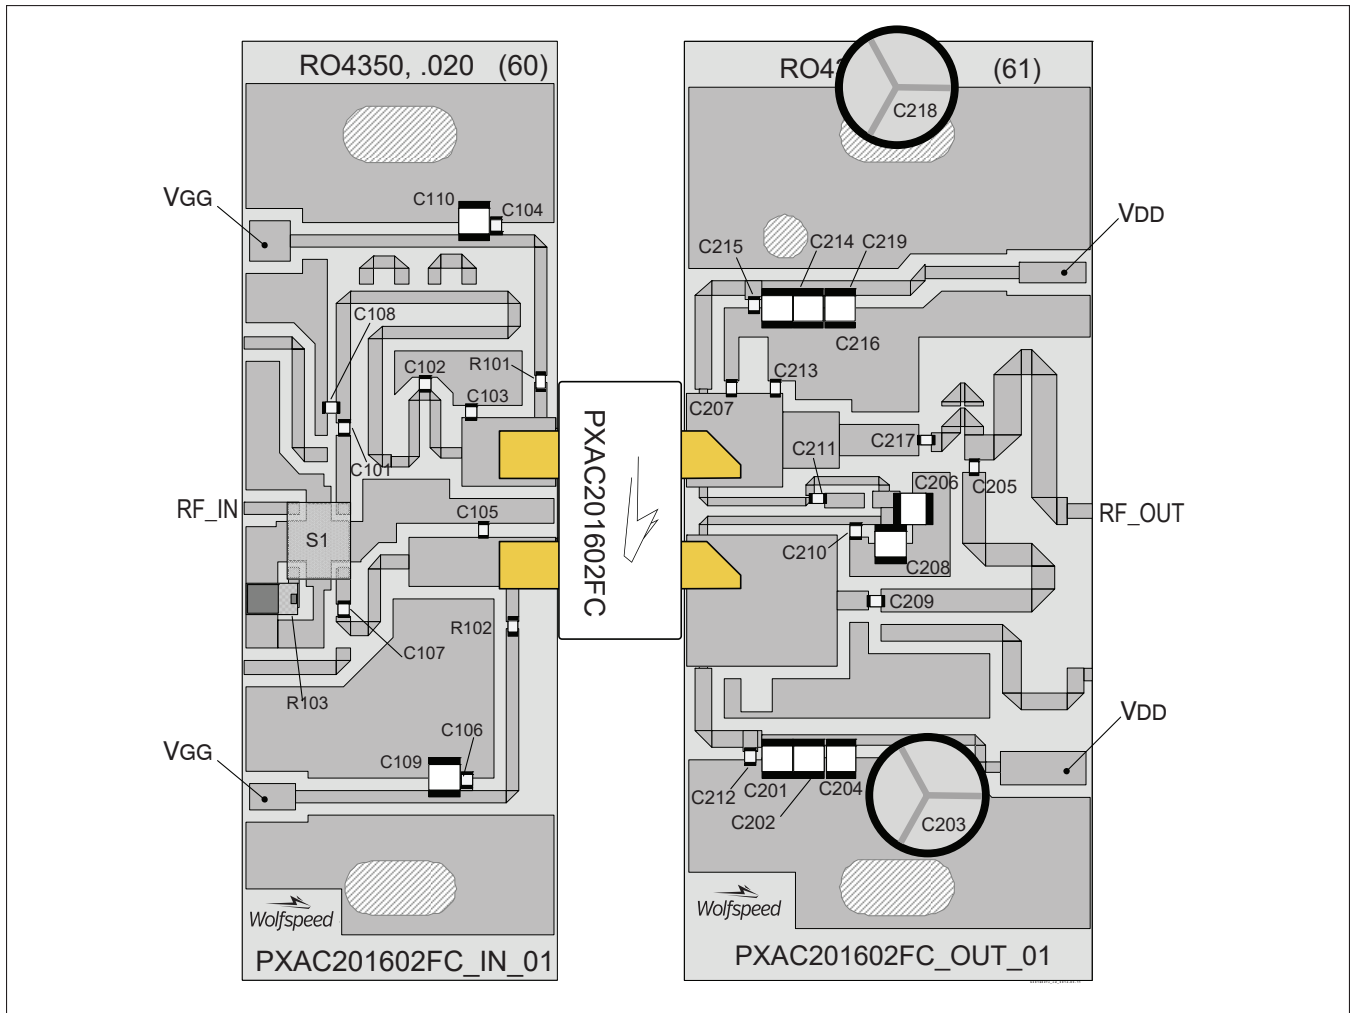 RO4350, .020 (60)
RO43 (61)
C218
VGG
C110
C104
VDD
C215
C214
C219
C108
C216
C102
R101
C103
C213
C207
C101
C211
C217
C206
C205
RF_IN
C105
S1
PXAC201602FC
RF_OUT
C210
C208
C209
R102
C107
R103
VGG
C106
C109
VDD
C212
C201
C204
C202
C203
Wolfspeed
Wolfspeed
PXAC201602FC_IN_01
PXAC201602FC_OUT_01